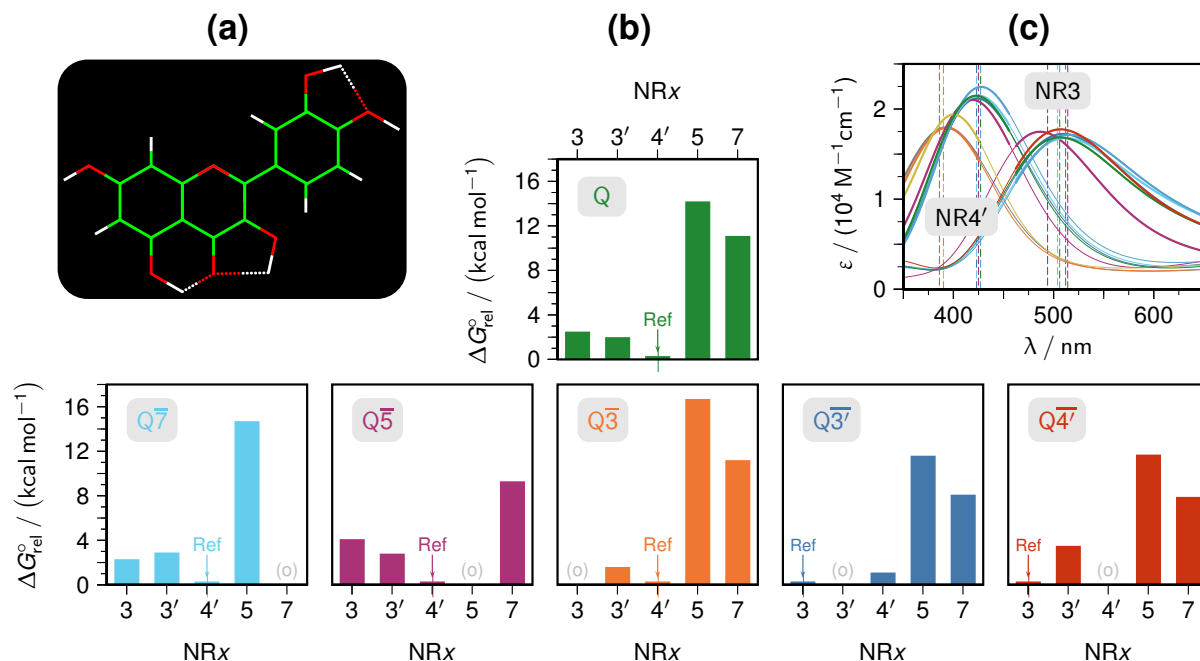 (a) (b) (c)
NRx
3 3′ 4′ 5 7
Q
Ref
ΔG°rel / (kcal mol⁻¹)
16
12
8
4
0
NR3
NR4′
ε / (10⁴ M⁻¹cm⁻¹)
2
1
0
400 500 600
λ / nm
ΔG°rel / (kcal mol⁻¹)
16
12
8
4
0
Q7̅
Ref
(o)
3 3′ 4′ 5 7
NRx
Q5̅
Ref
(o)
3 3′ 4′ 5 7
NRx
Q3̅
(o)
Ref
3 3′ 4′ 5 7
NRx
Q3̅′̅
Ref
(o)
3 3′ 4′ 5 7
NRx
Q4̅′̅
Ref
(o)
3 3′ 4′ 5 7
NRx